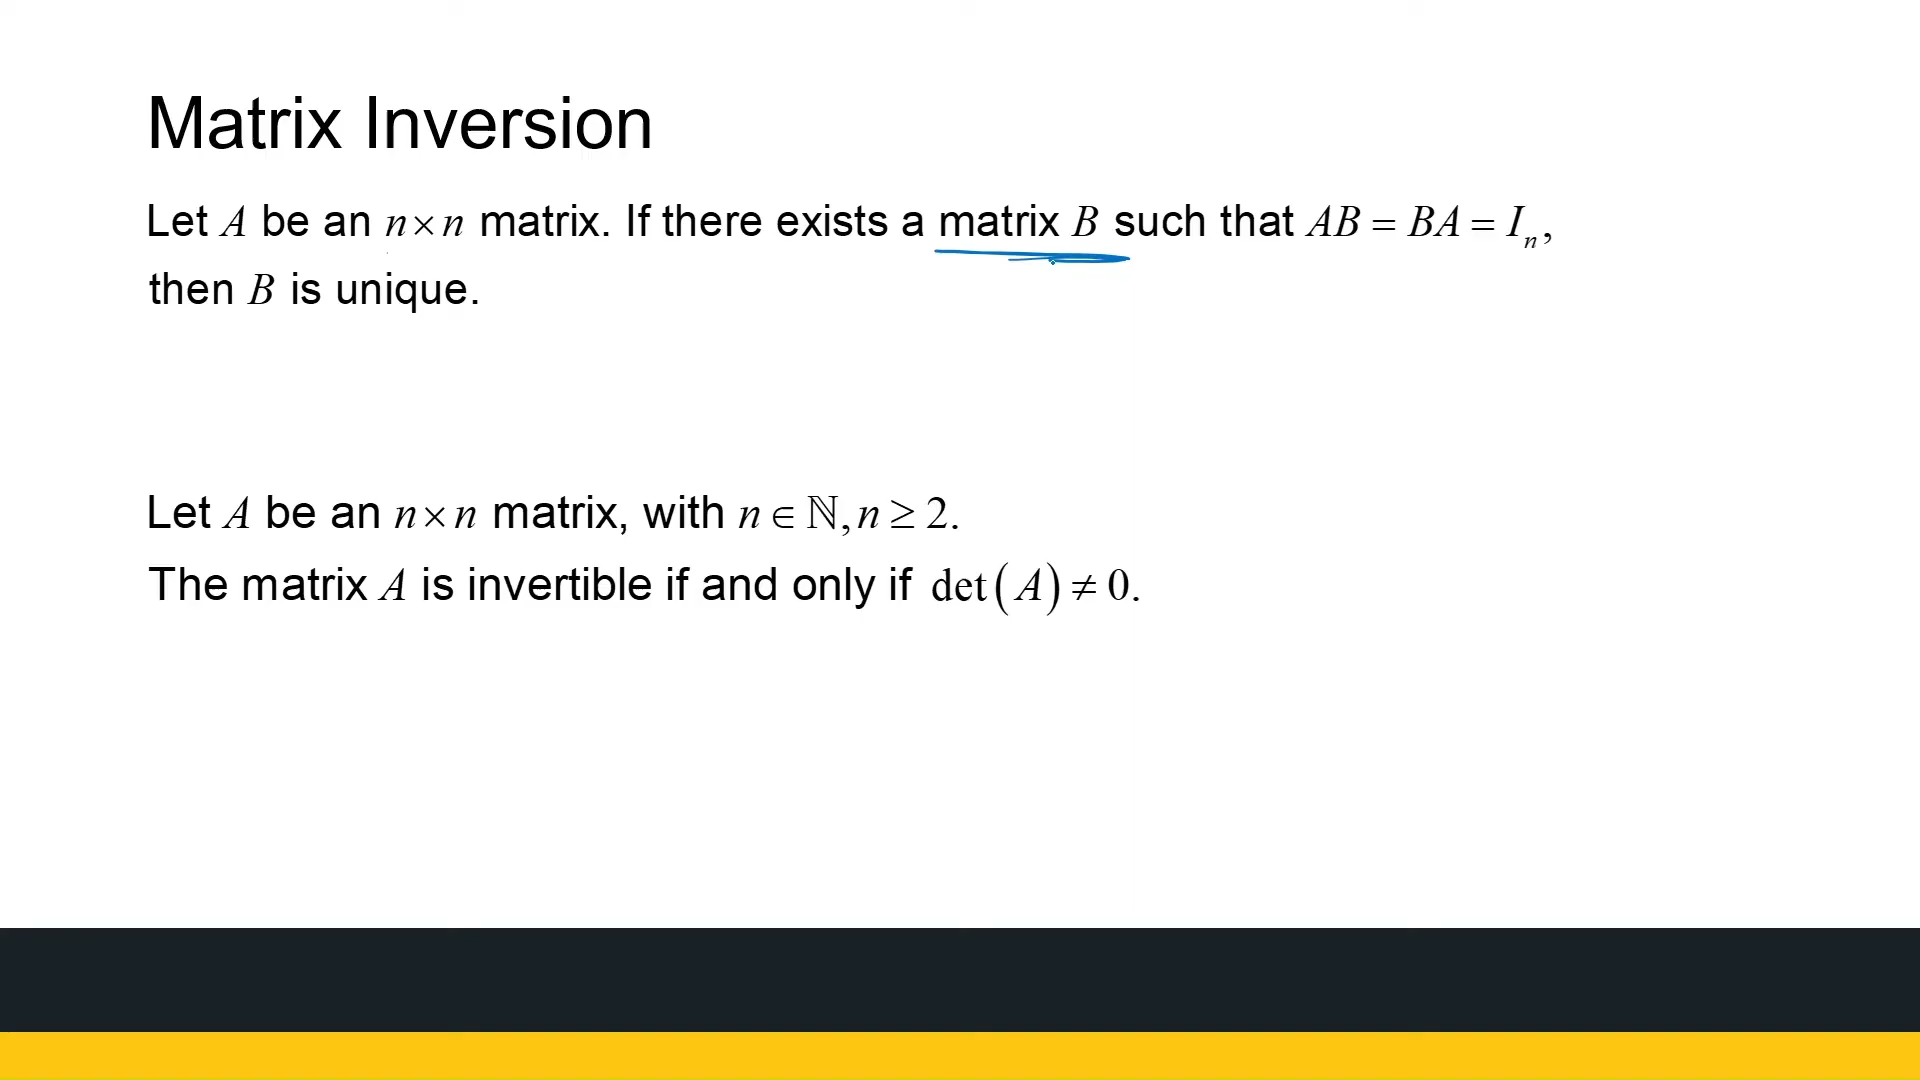 Matrix Inversion
Let A be an n×n matrix. If there exists a matrix B such that AB = BA = Iₙ,
then B is unique.
Let A be an n×n matrix, with n ∈ ℕ, n ≥ 2.
The matrix A is invertible if and only if det(A) ≠ 0.